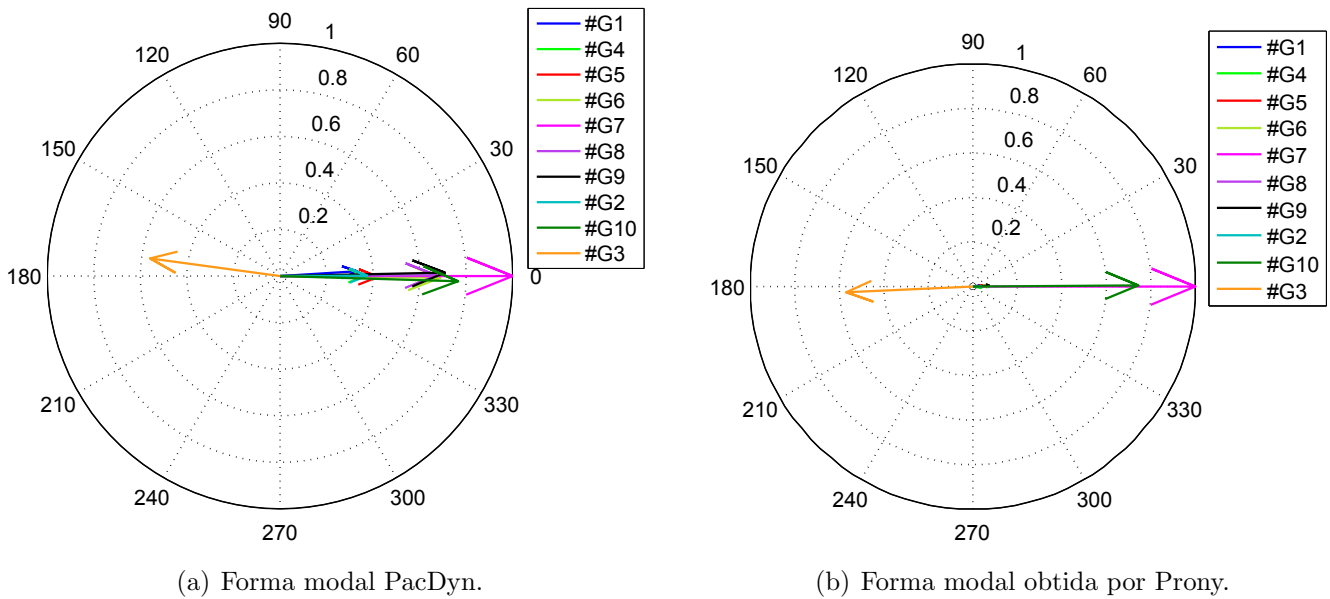 90
1
120
60
0.8
0.6
150
30
0.4
0.2
180
0
210
330
240
300
270
#G1
#G4
#G5
#G6
#G7
#G8
#G9
#G2
#G10
#G3
(a) Forma modal PacDyn.
90
1
120
60
0.8
0.6
150
30
0.4
0.2
180
210
330
240
300
270
#G1
#G4
#G5
#G6
#G7
#G8
#G9
#G2
#G10
#G3
(b) Forma modal obtida por Prony.